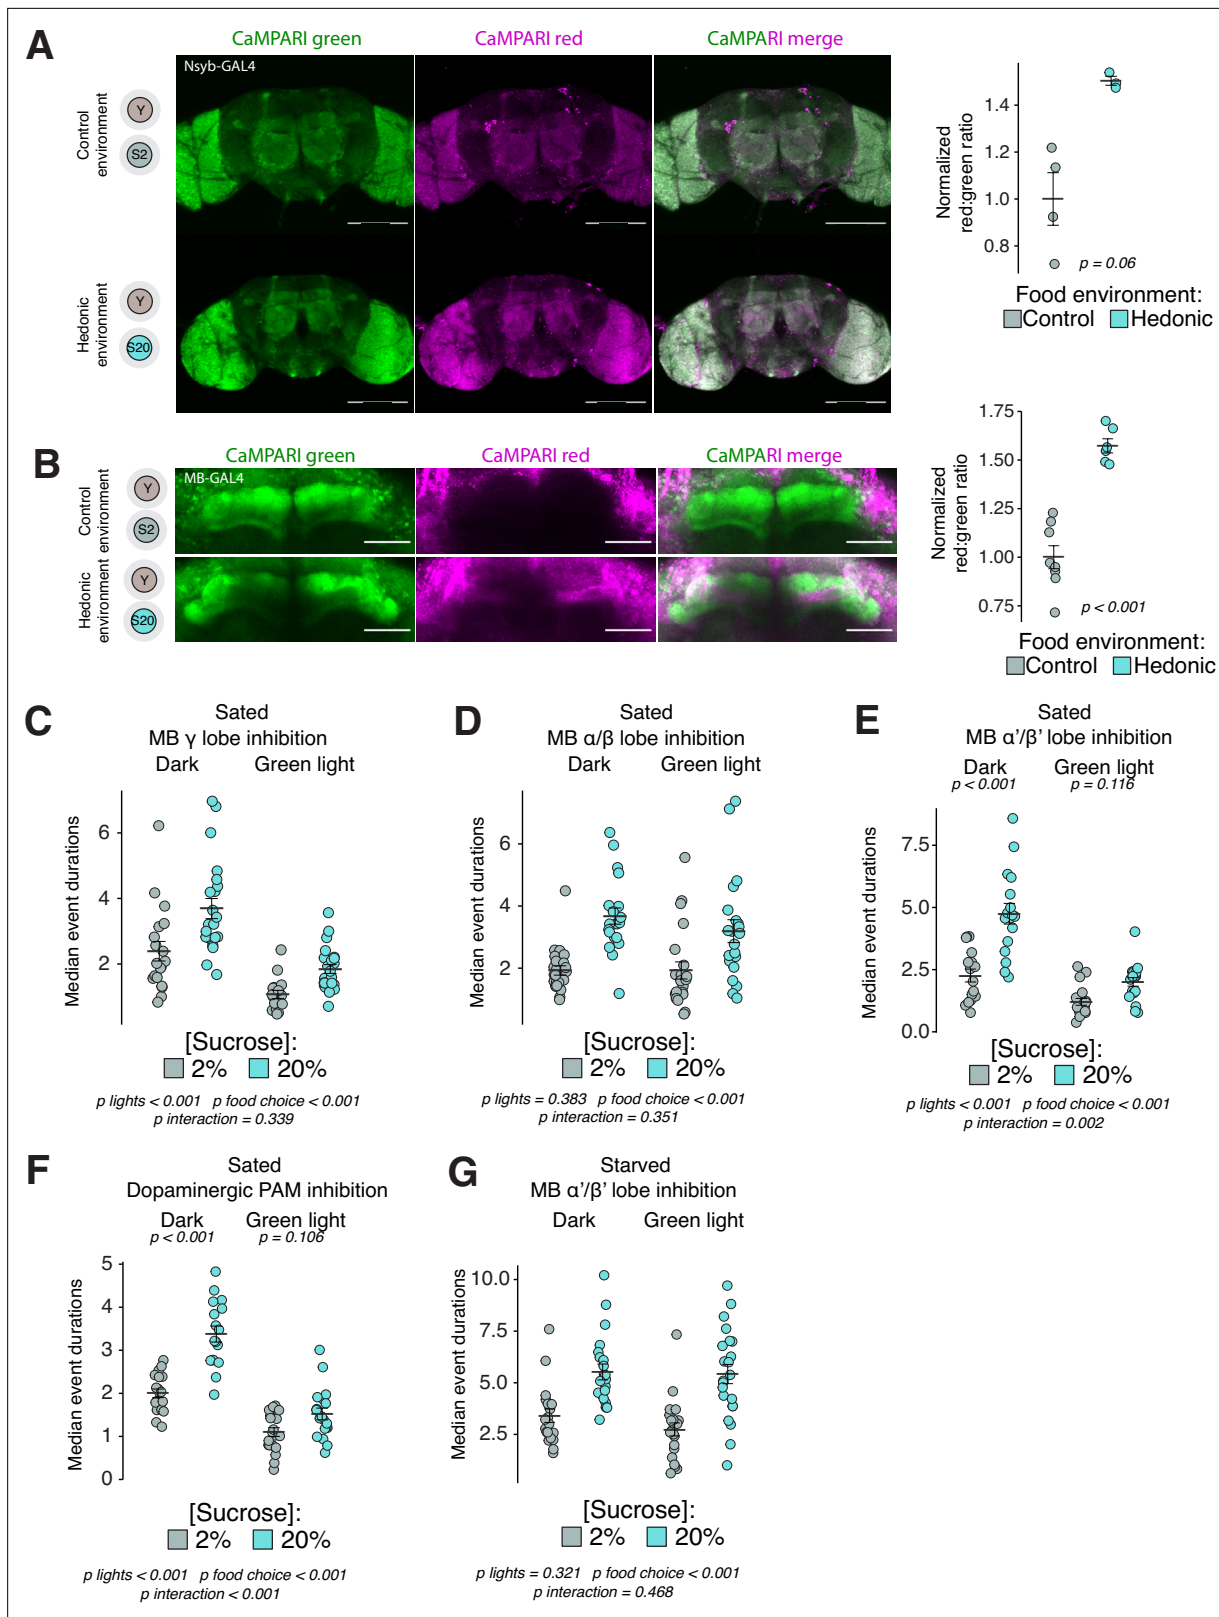 A
CaMPARI green
CaMPARI red
CaMPARI merge
Nsyb-GAL4
Control
environment
Y
S2
Hedonic
environment
Y
S20
Normalized
red:green ratio
1.4
1.2
1.0
0.8
p = 0.06
Food environment:
Control Hedonic
B
CaMPARI green
CaMPARI red
CaMPARI merge
MB-GAL4
Control
environment
Y
S2
Hedonic
environment
Y
S20
Normalized
red:green ratio
1.75
1.50
1.25
1.00
0.75
p < 0.001
Food environment:
Control Hedonic
C
Sated
MB γ lobe inhibition
Dark Green light
Median event durations
6
4
2
[Sucrose]:
2% 20%
p lights < 0.001 p food choice < 0.001
p interaction = 0.339
D
Sated
MB α/β lobe inhibition
Dark Green light
Median event durations
6
4
2
[Sucrose]:
2% 20%
p lights = 0.383 p food choice < 0.001
p interaction = 0.351
E
Sated
MB α’/β’ lobe inhibition
Dark Green light
p < 0.001 p = 0.116
Median event durations
7.5
5.0
2.5
0.0
[Sucrose]:
2% 20%
p lights < 0.001 p food choice < 0.001
p interaction = 0.002
F
Sated
Dopaminergic PAM inhibition
Dark Green light
p < 0.001 p = 0.106
Median event durations
5
4
3
2
1
0
[Sucrose]:
2% 20%
p lights < 0.001 p food choice < 0.001
p interaction < 0.001
G
Starved
MB α’/β’ lobe inhibition
Dark Green light
Median event durations
10.0
7.5
5.0
2.5
[Sucrose]:
2% 20%
p lights = 0.321 p food choice < 0.001
p interaction = 0.468